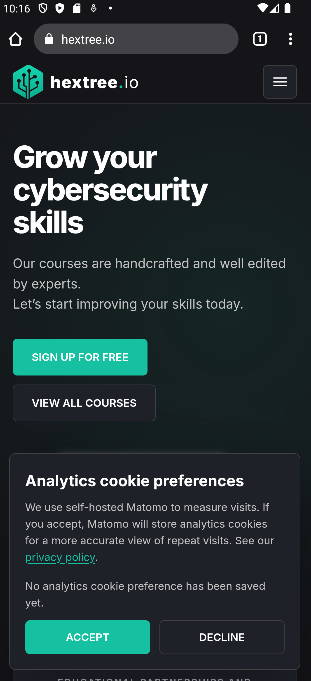 10:16
hextree.io
1
hextree.io
Grow your
cybersecurity
skills
Our courses are handcrafted and well edited
by experts.
Let's start improving your skills today.
SIGN UP FOR FREE
VIEW ALL COURSES
Analytics cookie preferences
We use self-hosted Matomo to measure visits. If
you accept, Matomo will store analytics cookies
for a more accurate view of repeat visits. See our
privacy policy.
No analytics cookie preference has been saved
yet.
ACCEPT
DECLINE
EDUCATIONAL PARTNERSHIPS AND